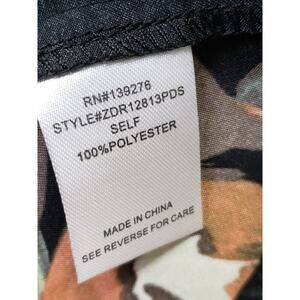 RN#139276
STYLE#ZDR12813PDS
SELF
100%POLYESTER
MADE IN CHINA
SEE REVERSE FOR CARE